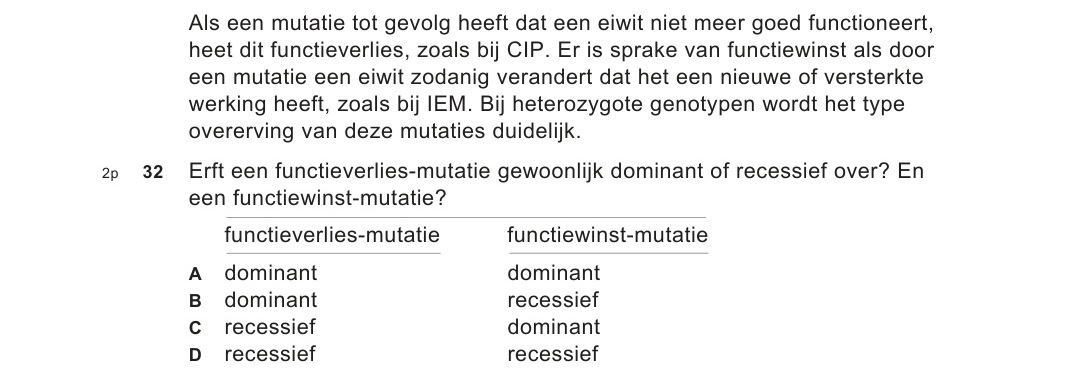 Als een mutatie tot gevolg heeft dat een eiwit niet meer goed functioneert,
heet dit functieverlies, zoals bij CIP. Er is sprake van functiewinst als door
een mutatie een eiwit zodanig verandert dat het een nieuwe of versterkte
werking heeft, zoals bij IEM. Bij heterozygote genotypen wordt het type
overerving van deze mutaties duidelijk.
2p 32 Erft een functieverlies-mutatie gewoonlijk dominant of recessief over? En
een functiewinst-mutatie?
functieverlies-mutatie functiewinst-mutatie
A dominant dominant
B dominant recessief
C recessief dominant
D recessief recessief